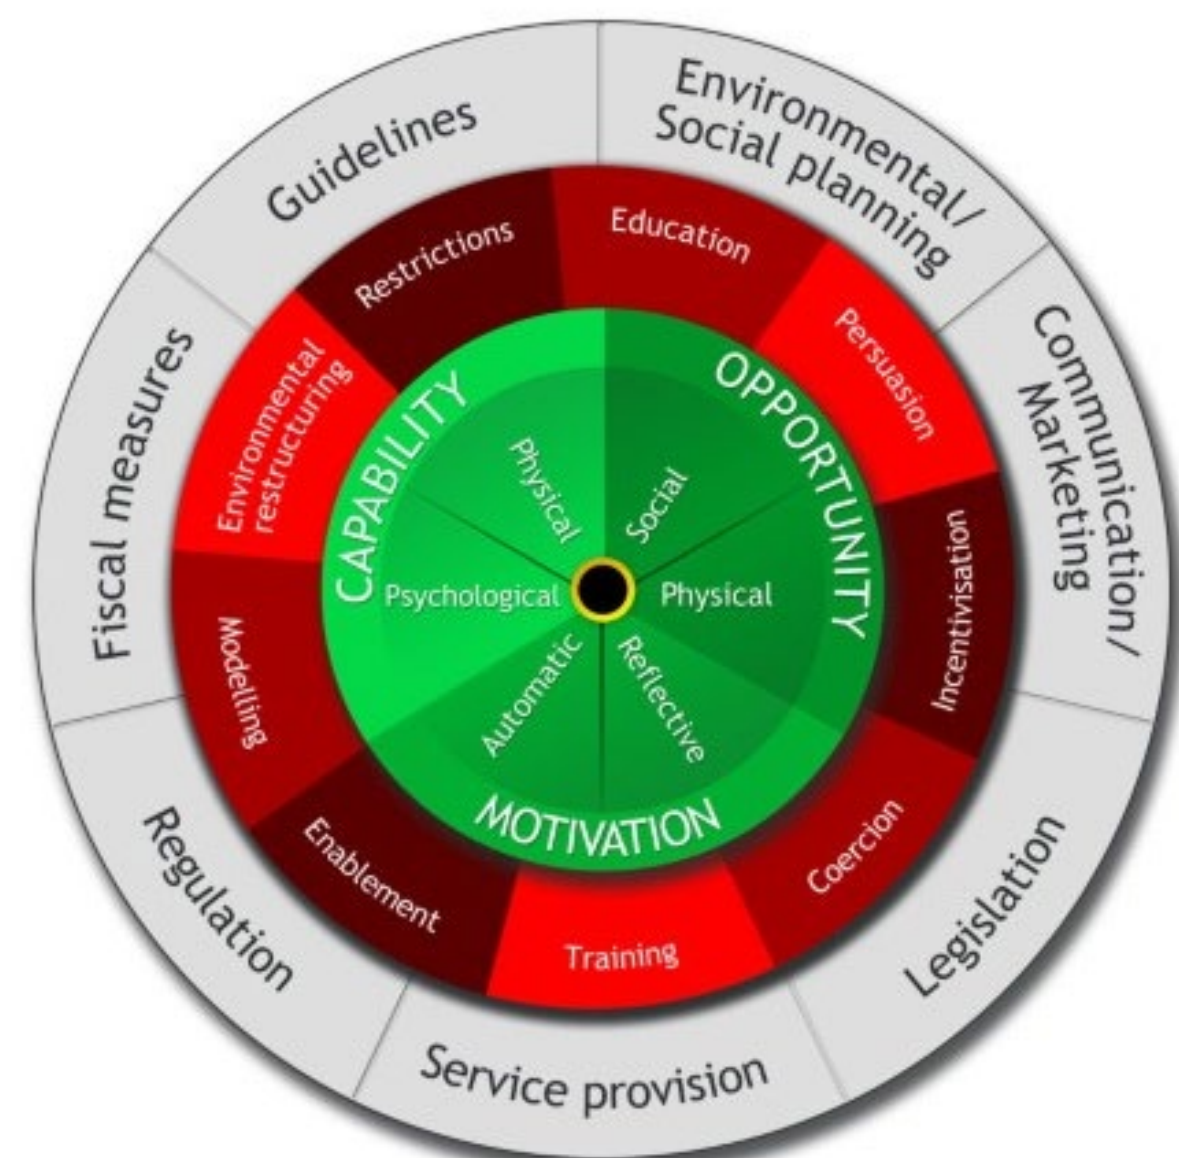 Guidelines
Environmental/
Social planning
Communication/
Marketing
Legislation
Service provision
Regulation
Fiscal measures
Restrictions
Education
Persuasion
Incentivisation
Coercion
Training
Enablement
Modelling
Environmental
restructuring
CAPABILITY
OPPORTUNITY
MOTIVATION
Physical
Social
Physical
Reflective
Automatic
Psychological